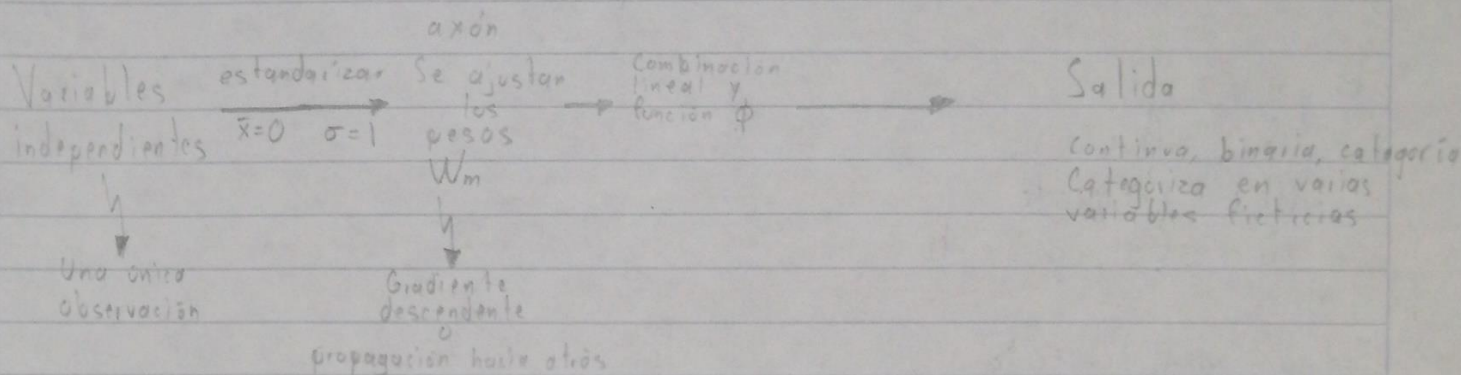 axón
Variables
independientes
estandarizar
x̄=0 σ=1
Se ajustan
los
pesos
Wm
Combinación
lineal y
función ϕ
Salida
Continua, binaria, categoría
Categoriza en varias
variables ficticias
Una única
observación
Gradiente
descendente
o
propagación hacia atrás